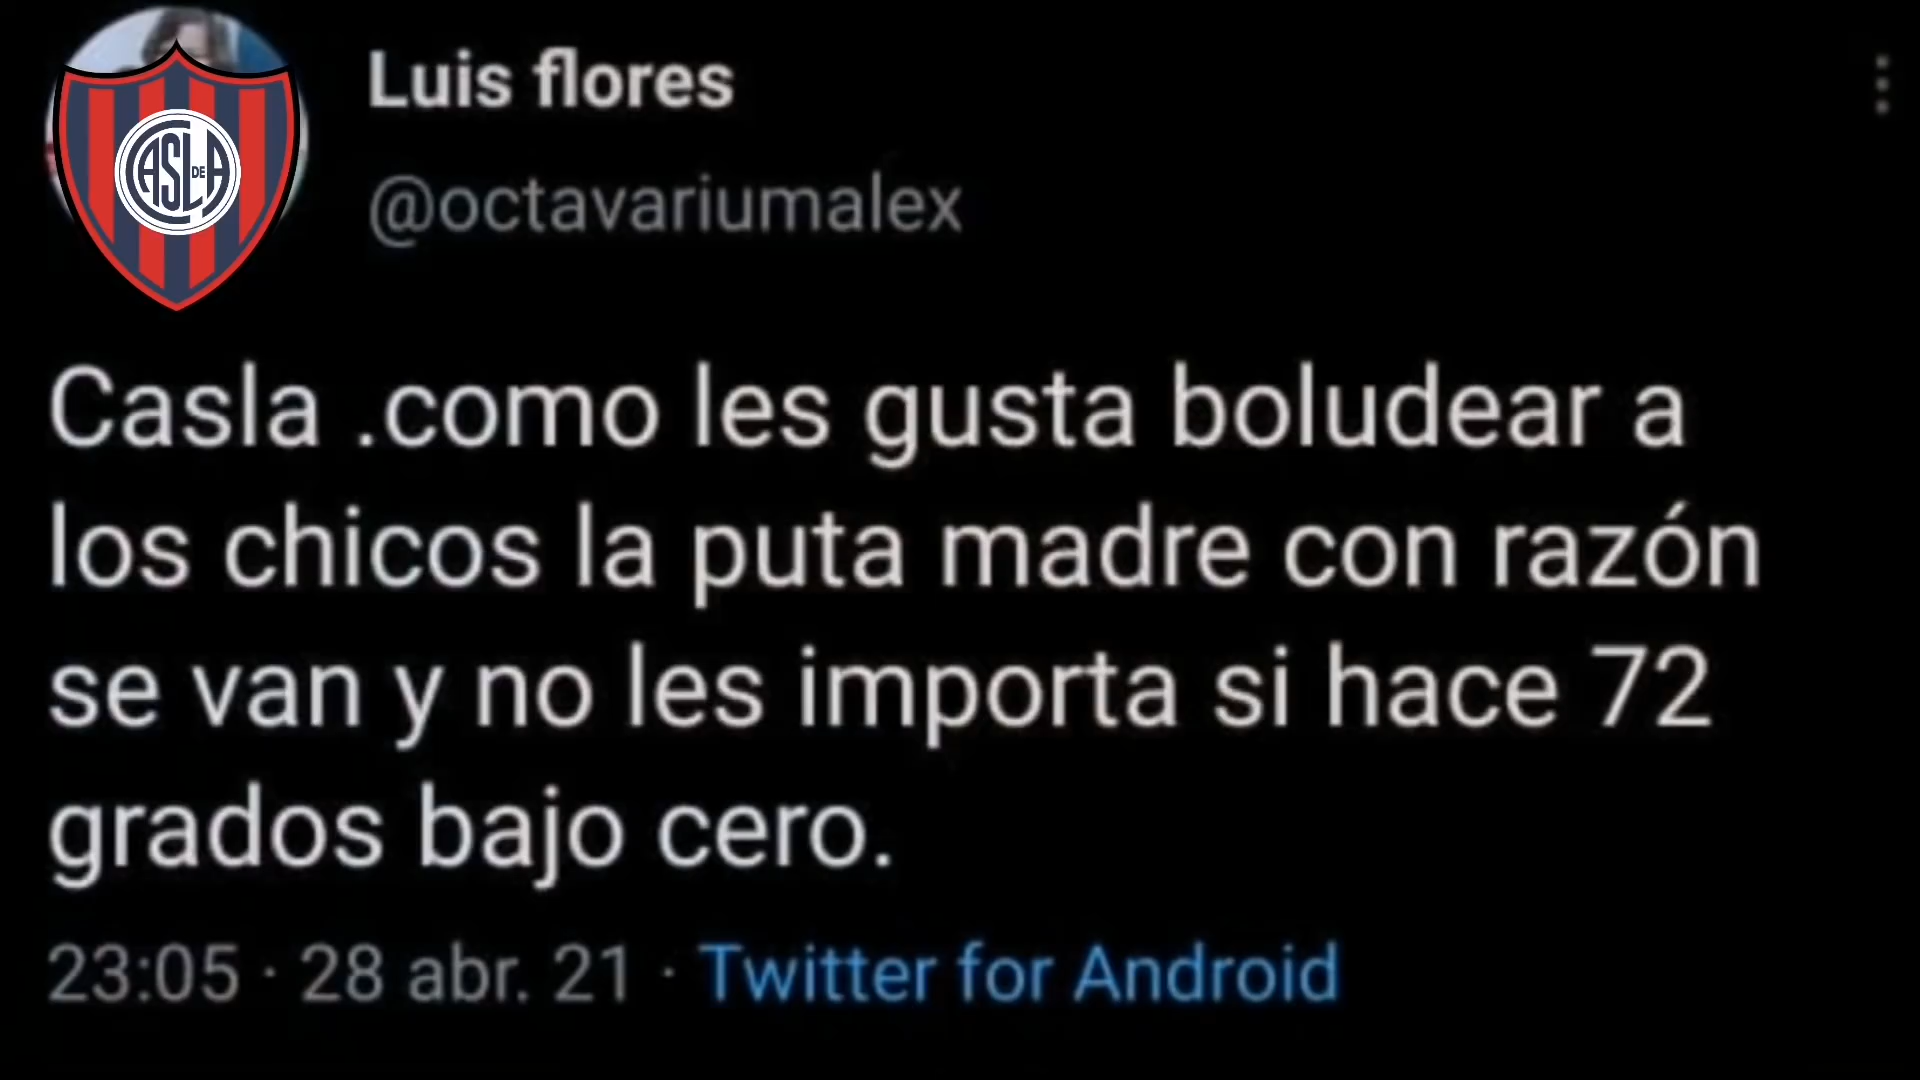 CASLDEA
Luis flores
@octavariumalex
Casla .como les gusta boludear a
los chicos la puta madre con razón
se van y no les importa si hace 72
grados bajo cero.
23:05 · 28 abr. 21 · Twitter for Android